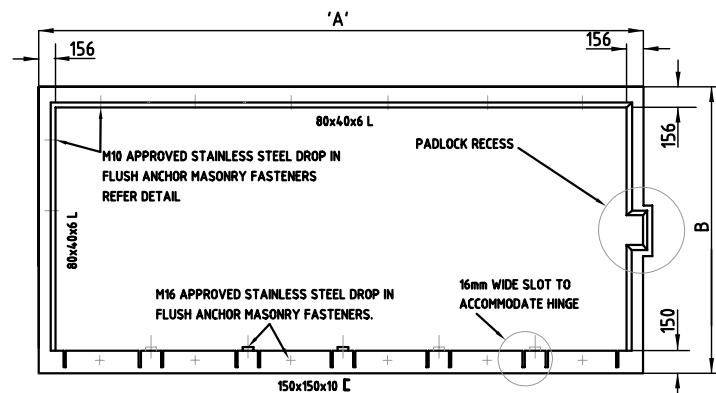 'A'
156
156
80x40x6 L
156
M10 APPROVED STAINLESS STEEL DROP IN
FLUSH ANCHOR MASONRY FASTENERS
REFER DETAIL
PADLOCK RECESS
80x40x6 L
B
M16 APPROVED STAINLESS STEEL DROP IN
FLUSH ANCHOR MASONRY FASTENERS.
16mm WIDE SLOT TO
ACCOMMODATE HINGE
150
150x150x10 [